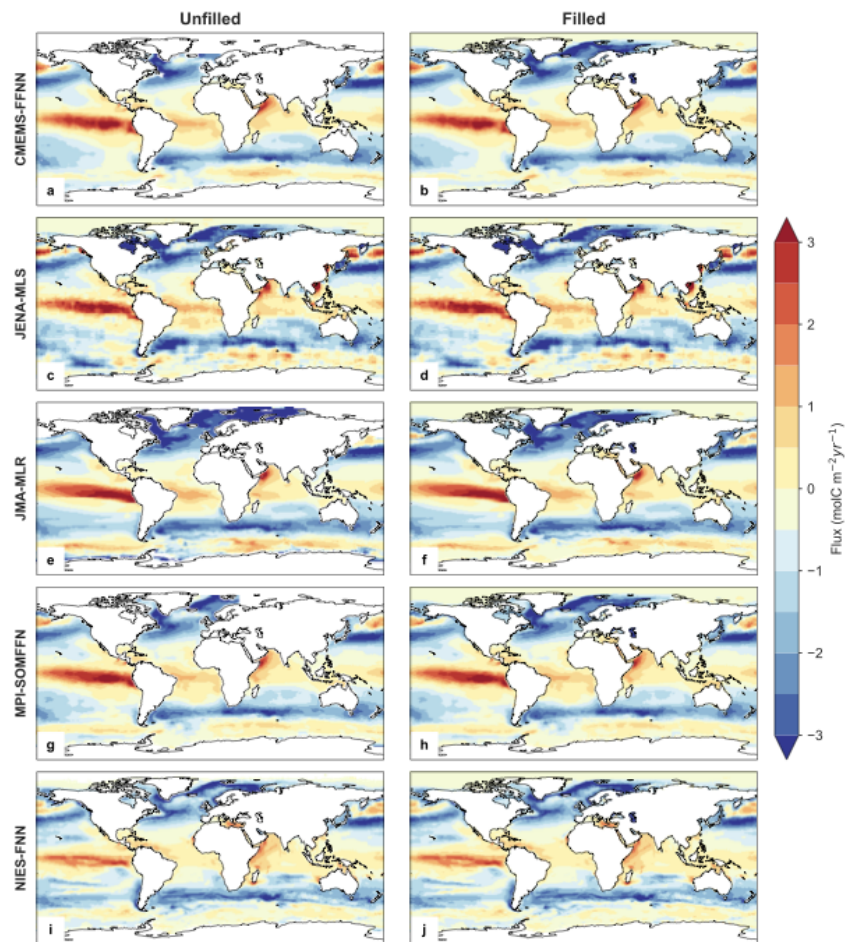 Unfilled Filled
CMEMS-FFNN
a b
JENA-MLS
c d
JMA-MLR
e f
MPI-SOMFFN
g h
NIES-FNN
i j
3
2
1
0
−1
−2
−3
Flux (molC m⁻²yr⁻¹)